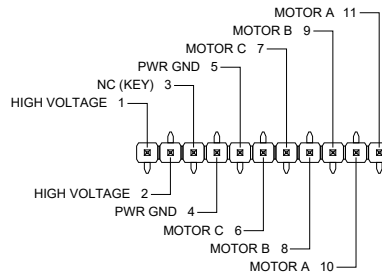 MOTOR A 11
MOTOR B 9
MOTOR C 7
PWR GND 5
NC (KEY) 3
HIGH VOLTAGE 1
HIGH VOLTAGE 2
PWR GND 4
MOTOR C 6
MOTOR B 8
MOTOR A 10